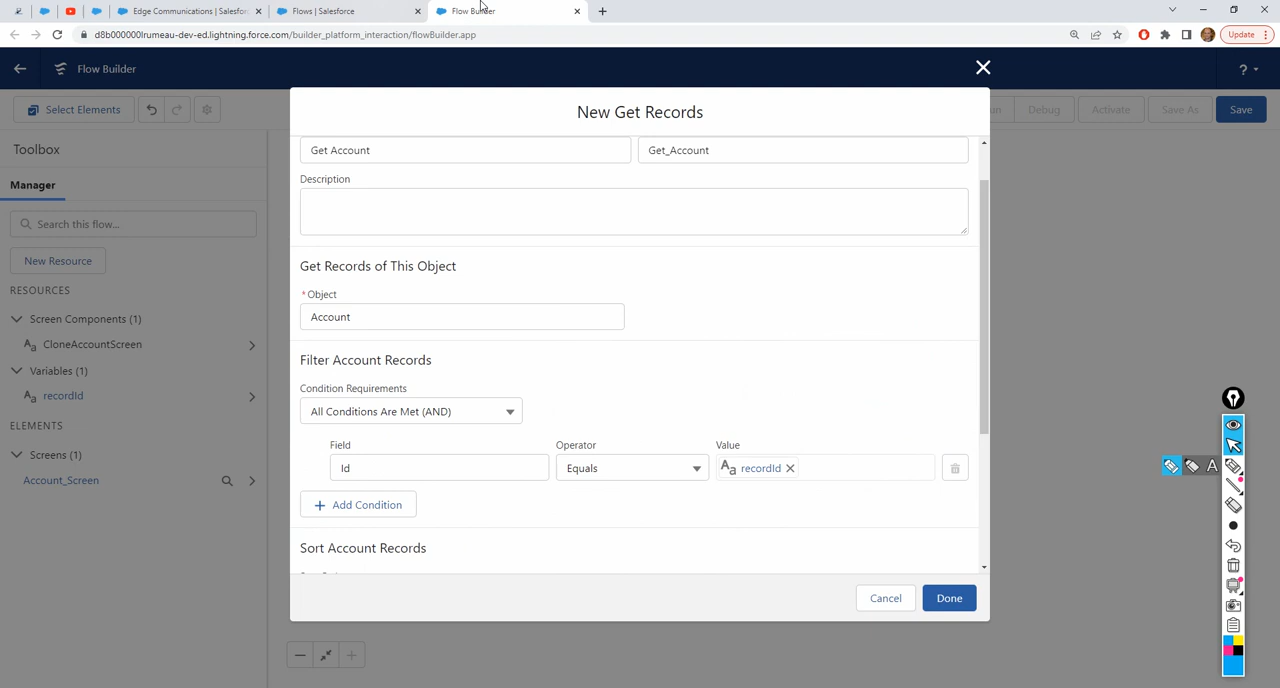 Edge Communications | Salesfor
Flows | Salesforce
Flow Builder
d8b000000lrumeau-dev-ed.lightning.force.com/builder_platform_interaction/flowBuilder.app
Update
Flow Builder
?
Select Elements
Debug
Activate
Save As
Save
New Get Records
Toolbox
Manager
Search this flow...
New Resource
RESOURCES
Screen Components (1)
CloneAccountScreen
Variables (1)
recordId
ELEMENTS
Screens (1)
Account_Screen
Get Account
Get_Account
Description
Get Records of This Object
* Object
Account
Filter Account Records
Condition Requirements
All Conditions Are Met (AND)
Field
Operator
Value
Id
Equals
recordId
+ Add Condition
Sort Account Records
Cancel
Done